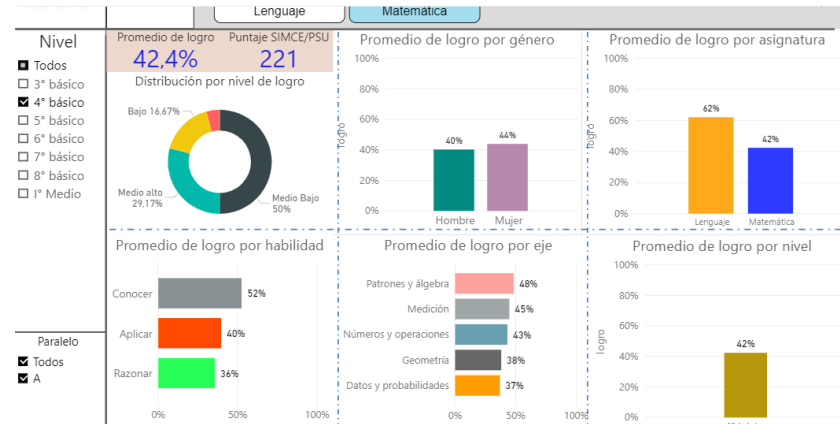 Lenguaje
Matemática
Nivel
Todos
3° básico
4° básico
5° básico
6° básico
7° básico
8° básico
I° Medio
Paralelo
Todos
A
Promedio de logro
42,4%
Puntaje SIMCE/PSU
221
Distribución por nivel de logro
Bajo 16,67%
Medio alto
29,17%
Medio Bajo
50%
Promedio de logro por género
100%
80%
60%
40%
20%
0%
logro
40%
44%
Hombre
Mujer
Promedio de logro por asignatura
100%
80%
60%
40%
20%
0%
logro
62%
42%
Lenguaje
Matemática
Promedio de logro por habilidad
Conocer
52%
Aplicar
40%
Razonar
36%
0%
50%
100%
Promedio de logro por eje
Patrones y álgebra
48%
Medición
45%
Números y operaciones
43%
Geometría
38%
Datos y probabilidades
37%
0%
50%
100%
Promedio de logro por nivel
100%
80%
60%
40%
20%
0%
logro
42%